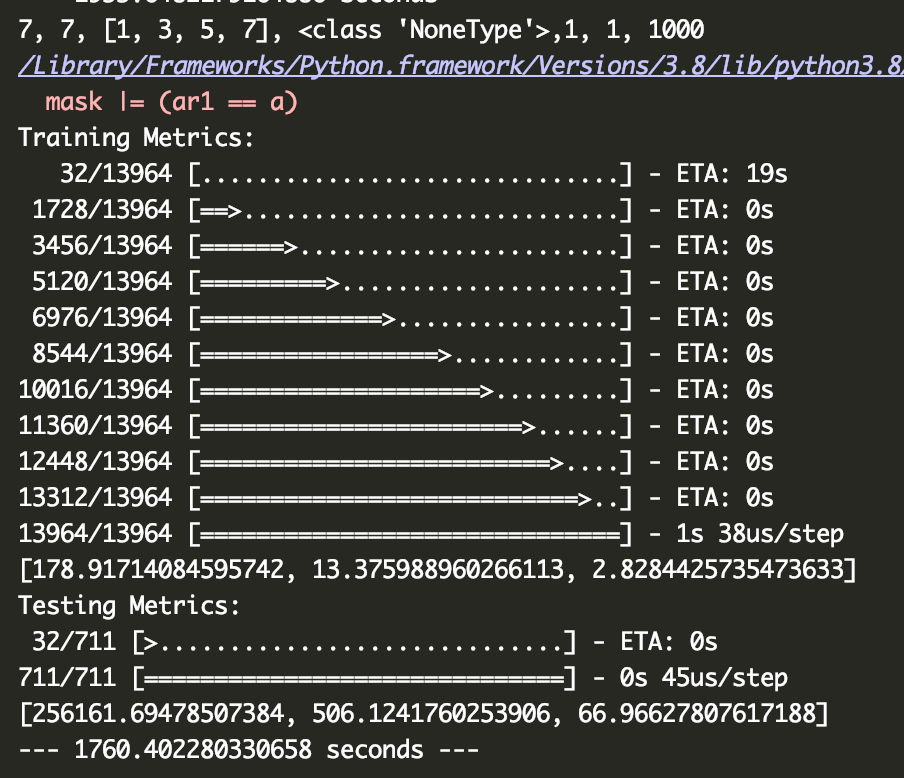 7, 7, [1, 3, 5, 7], <class 'NoneType'>,1, 1, 1000
/Library/Frameworks/Python.framework/Versions/3.8/lib/python3.8/
  mask |= (ar1 == a)
Training Metrics:
   32/13964 [..............................] - ETA: 19s
 1728/13964 [==>...........................] - ETA: 0s
 3456/13964 [======>.......................] - ETA: 0s
 5120/13964 [=========>....................] - ETA: 0s
 6976/13964 [=============>................] - ETA: 0s
 8544/13964 [=================>............] - ETA: 0s
10016/13964 [====================>.........] - ETA: 0s
11360/13964 [=======================>......] - ETA: 0s
12448/13964 [=========================>....] - ETA: 0s
13312/13964 [===========================>..] - ETA: 0s
13964/13964 [==============================] - 1s 38us/step
[178.91714084595742, 13.375988960266113, 2.8284425735473633]
Testing Metrics:
 32/711 [>.............................] - ETA: 0s
711/711 [==============================] - 0s 45us/step
[256161.69478507384, 506.1241760253906, 66.96627807617188]
--- 1760.402280330658 seconds ---